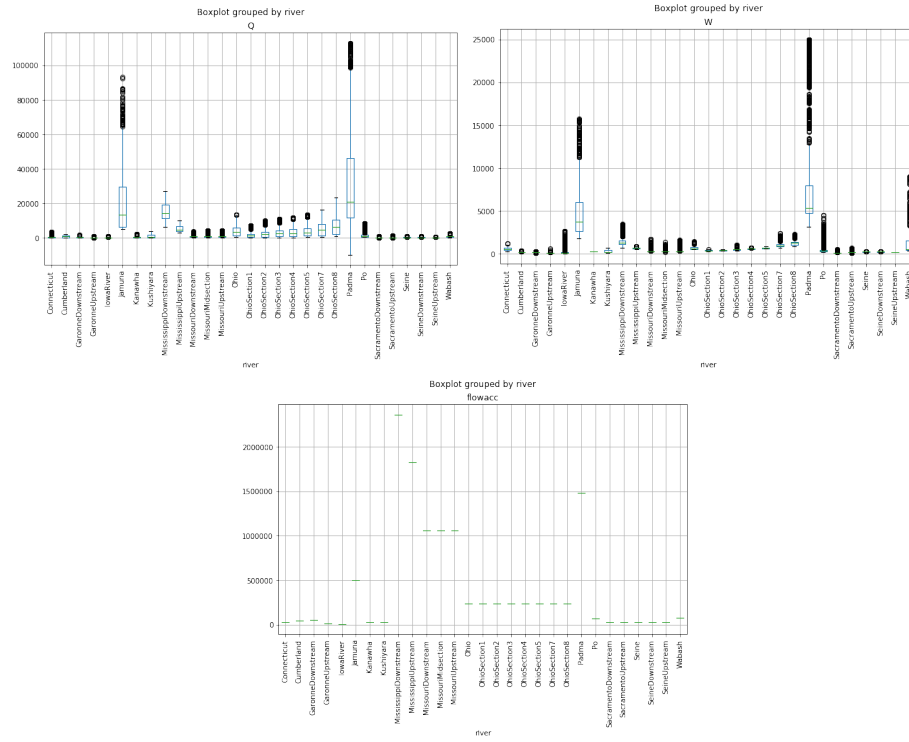 Boxplot grouped by river
Q
100000
80000
60000
40000
20000
0
Connecticut
Cumberland
GaronneDownstream
GaronneUpstream
IowaRiver
jamuna
Kanawha
Kushiyara
MississippiDownstream
MississippiUpstream
MissouriDownstream
MissouriMidsection
MissouriUpstream
Ohio
OhioSection1
OhioSection2
OhioSection3
OhioSection4
OhioSection5
OhioSection7
OhioSection8
Padma
Po
SacramentoDownstream
SacramentoUpstream
Seine
SeineDownstream
SeineUpstream
Wabash
river
Boxplot grouped by river
W
25000
20000
15000
10000
5000
0
Connecticut
Cumberland
GaronneDownstream
GaronneUpstream
IowaRiver
jamuna
Kanawha
Kushiyara
MississippiDownstream
MississippiUpstream
MissouriDownstream
MissouriMidsection
MissouriUpstream
Ohio
OhioSection1
OhioSection2
OhioSection3
OhioSection4
OhioSection5
OhioSection7
OhioSection8
Padma
Po
SacramentoDownstream
SacramentoUpstream
Seine
SeineDownstream
SeineUpstream
Wabash
river
Boxplot grouped by river
flowacc
2000000
1500000
1000000
500000
0
Connecticut
Cumberland
GaronneDownstream
GaronneUpstream
IowaRiver
jamuna
Kanawha
Kushiyara
MississippiDownstream
MississippiUpstream
MissouriDownstream
MissouriMidsection
MissouriUpstream
Ohio
OhioSection1
OhioSection2
OhioSection3
OhioSection4
OhioSection5
OhioSection7
OhioSection8
Padma
Po
SacramentoDownstream
SacramentoUpstream
Seine
SeineDownstream
SeineUpstream
Wabash
river